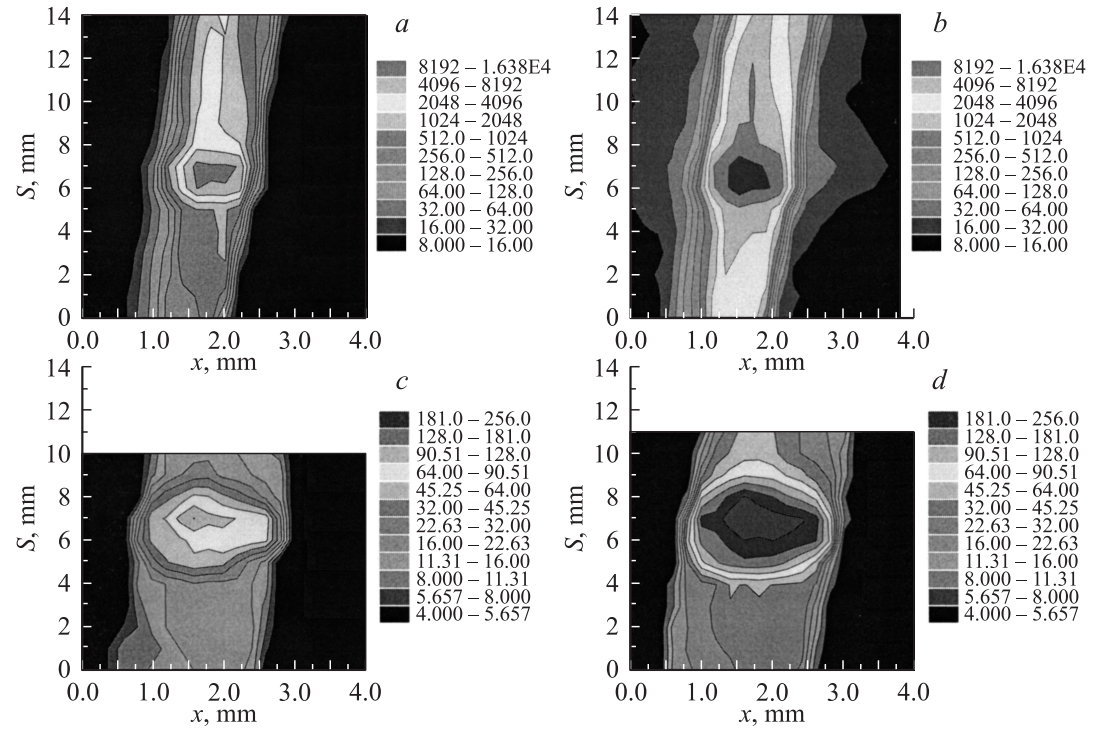 a
14
12
10
8
6
4
2
0
S, mm
0.0 1.0 2.0 3.0 4.0
x, mm
8192 – 1.638E4
4096 – 8192
2048 – 4096
1024 – 2048
512.0 – 1024
256.0 – 512.0
128.0 – 256.0
64.00 – 128.0
32.00 – 64.00
16.00 – 32.00
8.000 – 16.00
b
14
12
10
8
6
4
2
0
S, mm
0.0 1.0 2.0 3.0 4.0
x, mm
8192 – 1.638E4
4096 – 8192
2048 – 4096
1024 – 2048
512.0 – 1024
256.0 – 512.0
128.0 – 256.0
64.00 – 128.0
32.00 – 64.00
16.00 – 32.00
8.000 – 16.00
c
14
12
10
8
6
4
2
0
S, mm
0.0 1.0 2.0 3.0 4.0
x, mm
181.0 – 256.0
128.0 – 181.0
90.51 – 128.0
64.00 – 90.51
45.25 – 64.00
32.00 – 45.25
22.63 – 32.00
16.00 – 22.63
11.31 – 16.00
8.000 – 11.31
5.657 – 8.000
4.000 – 5.657
d
14
12
10
8
6
4
2
0
S, mm
0.0 1.0 2.0 3.0 4.0
x, mm
181.0 – 256.0
128.0 – 181.0
90.51 – 128.0
64.00 – 90.51
45.25 – 64.00
32.00 – 45.25
22.63 – 32.00
16.00 – 22.63
11.31 – 16.00
8.000 – 11.31
5.657 – 8.000
4.000 – 5.657